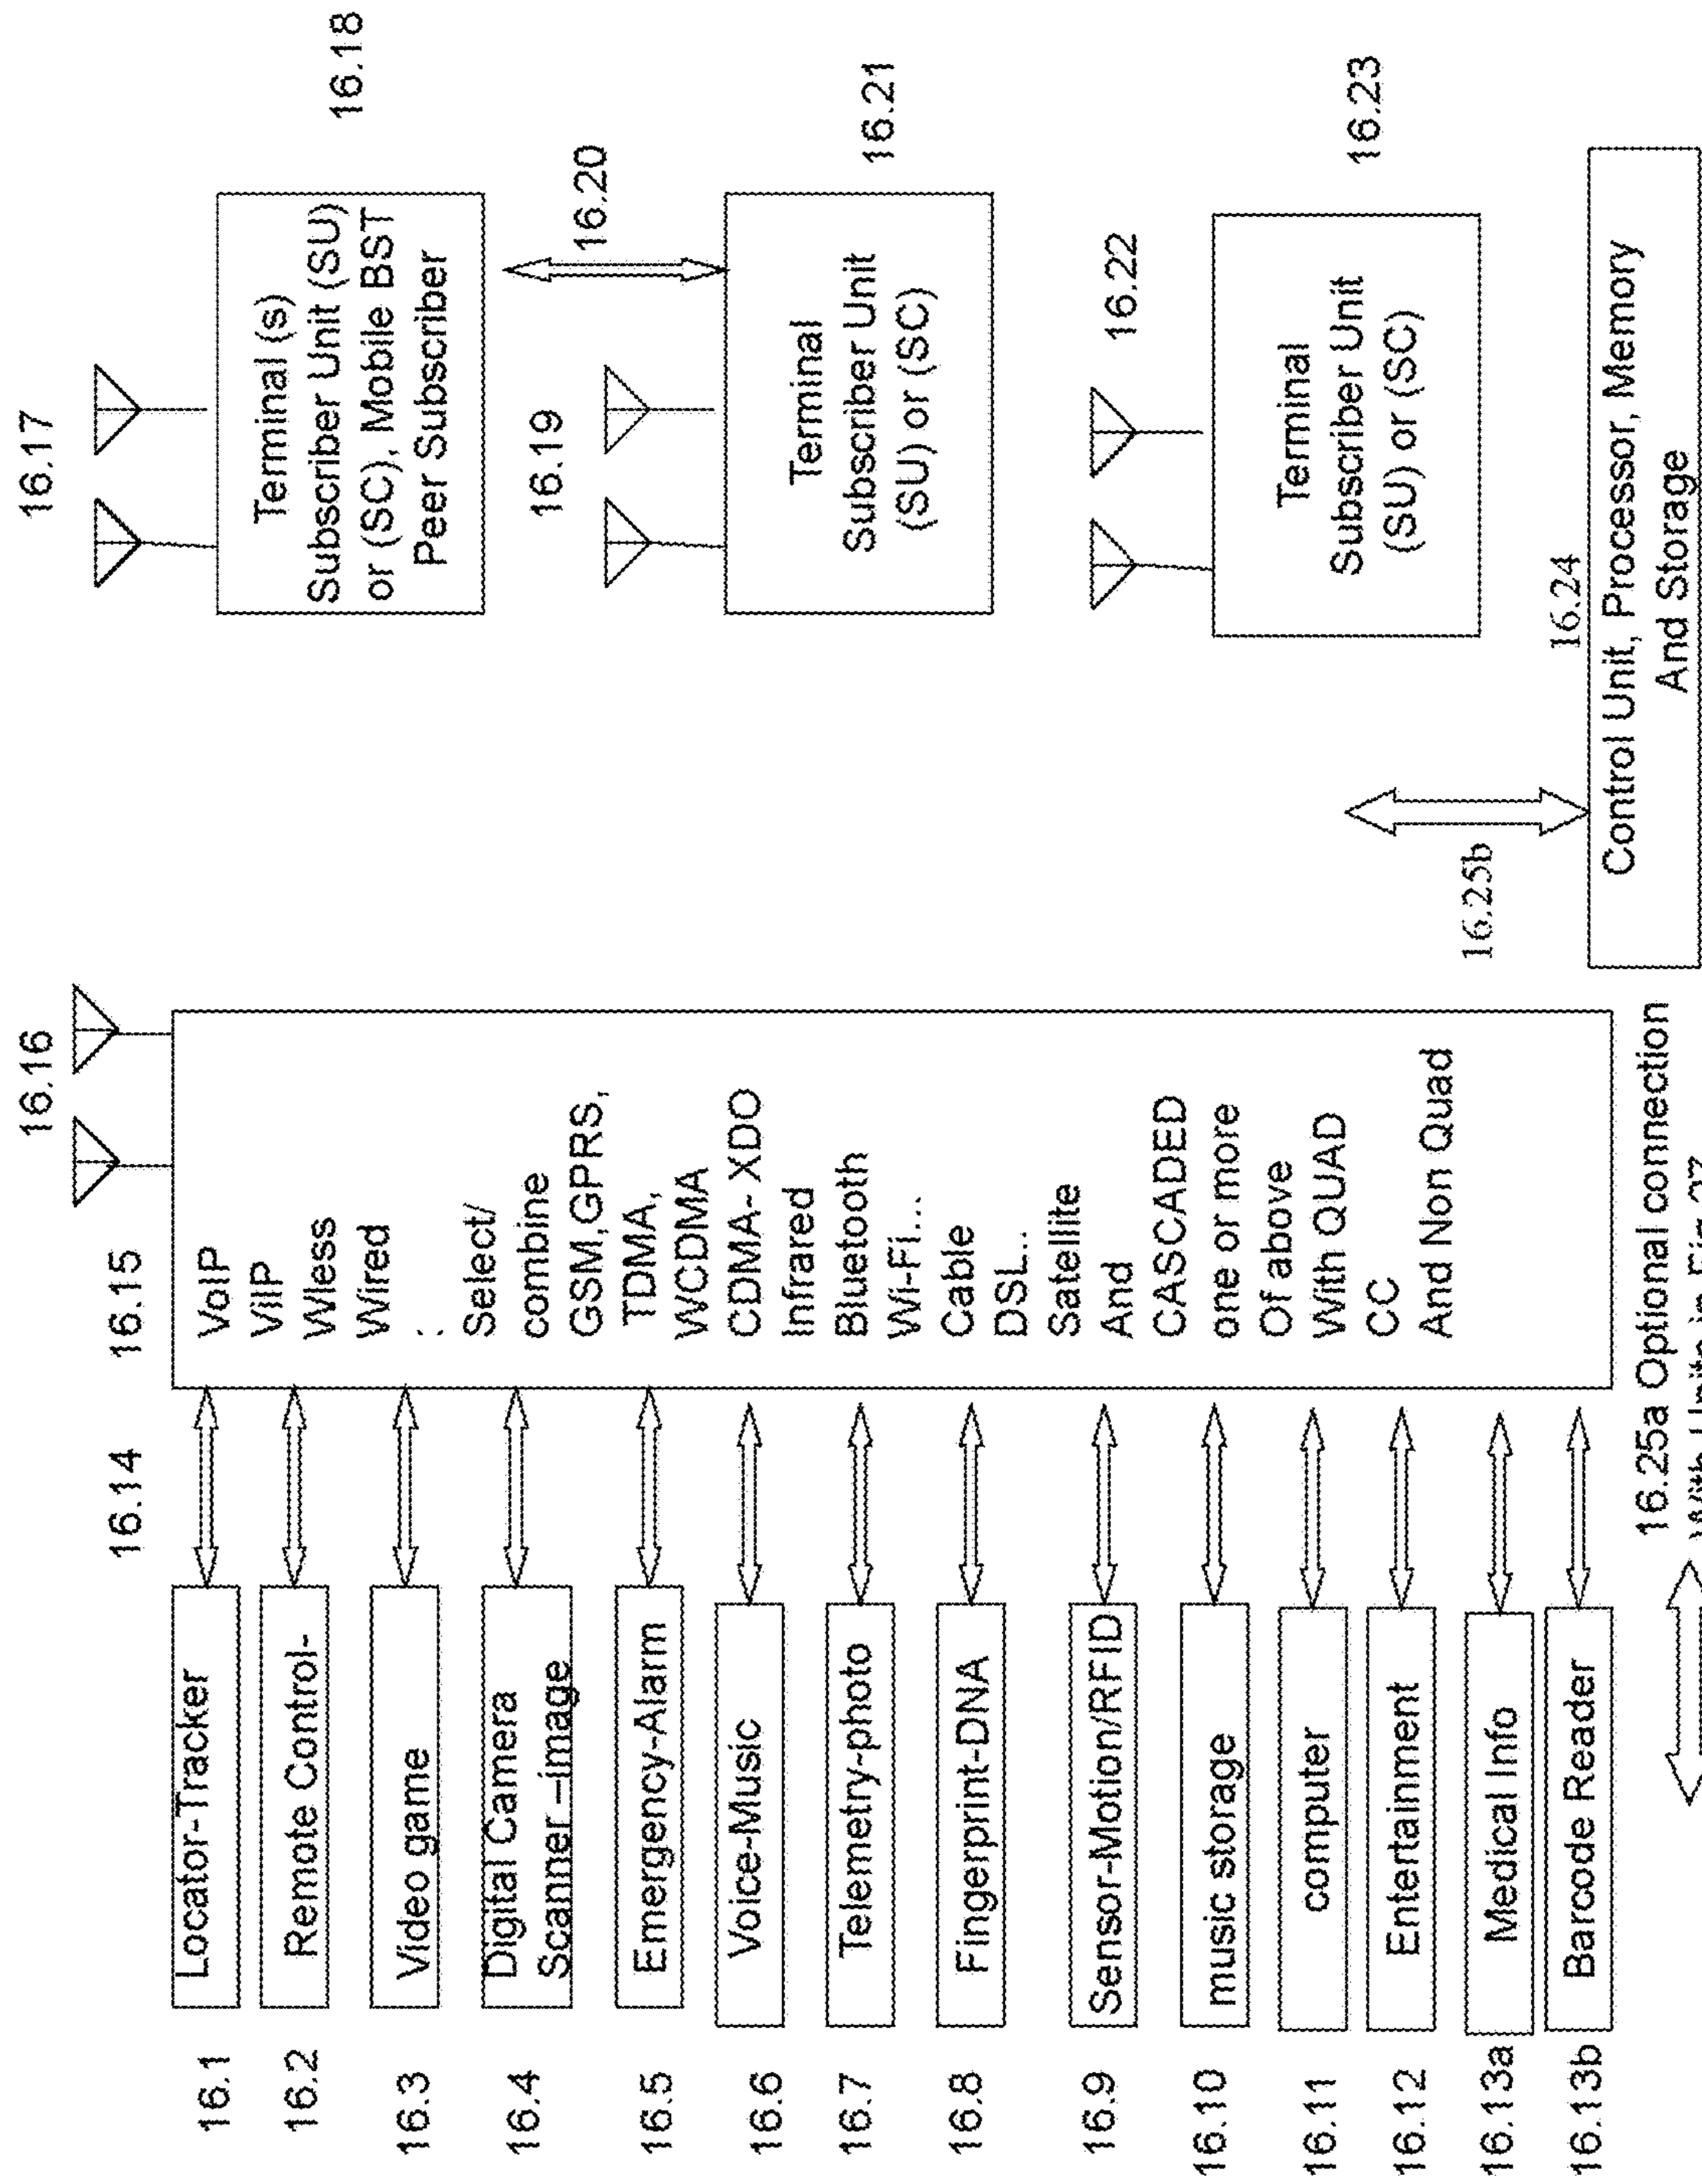 16.1
Locator-Tracker
16.2
Remote Control-
16.3
Video game
16.4
Digital Camera
Scanner –image
16.5
Emergency-Alarm
16.6
Voice-Music
16.7
Telemetry-photo
16.8
Fingerprint-DNA
16.9
Sensor-Motion/RFID
16.10
music storage
16.11
computer
16.12
Entertainment
16.13a
Medical Info
16.13b
Barcode Reader
16.14
16.15
16.16
VoIP
ViIP
Wless
Wired
:
Select/
combine
GSM,GPRS,
TDMA,
WCDMA
CDMA- XDO
Infrared
Bluetooth
Wi-Fi...
Cable
DSL..
Satellite
And
CASCADED
one or more
Of above
With QUAD
CC
And Non Quad
16.25a Optional connection
With Units in Fig
16.17
16.18
Terminal (s)
Subscriber Unit (SU)
or (SC), Mobile BST
Peer Subscriber
16.19
16.20
16.21
Terminal
Subscriber Unit
(SU) or (SC)
16.22
16.23
Terminal
Subscriber Unit
(SU) or (SC)
16.25b
16.24
Control Unit, Processor, Memory
And Storage